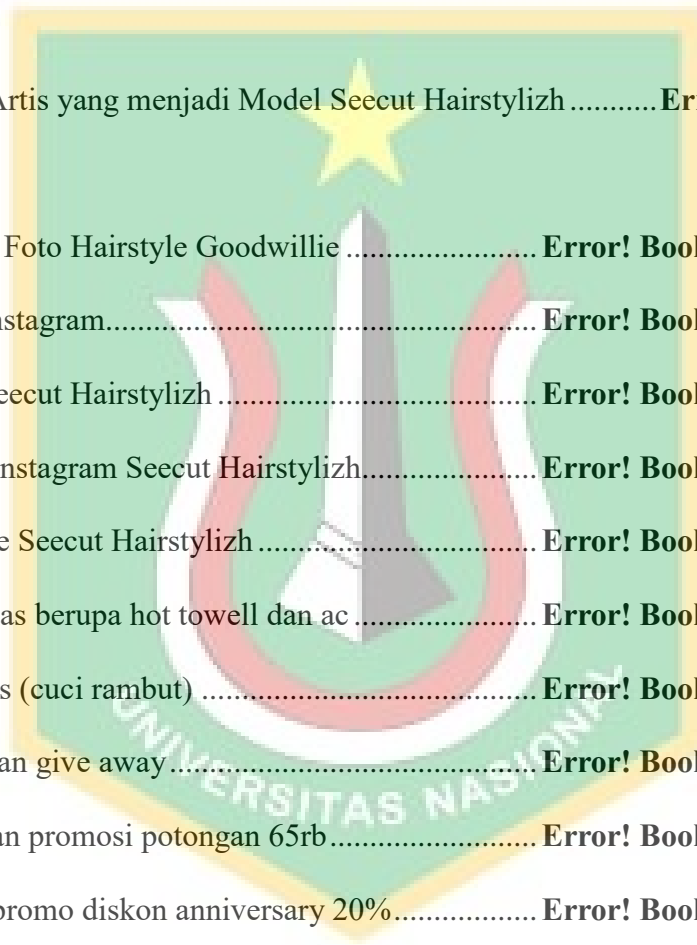 Artis yang menjadi Model Seecut Hairstylizh ...........Er
Foto Hairstyle Goodwillie ....................... Error! Boo
nstagram.................................................. Error! Boo
eecut Hairstylizh ..................................... Error! Boo
nstagram Seecut Hairstylizh.................... Error! Boo
e Seecut Hairstylizh ................................ Error! Boo
as berupa hot towell dan ac .................... Error! Boo
s (cuci rambut) ....................................... Error! Boo
an give away........................................... Error! Boo
an promosi potongan 65rb....................... Error! Boo
promo diskon anniversary 20%............... Error! Boo
UNIVERSITAS NASIONAL